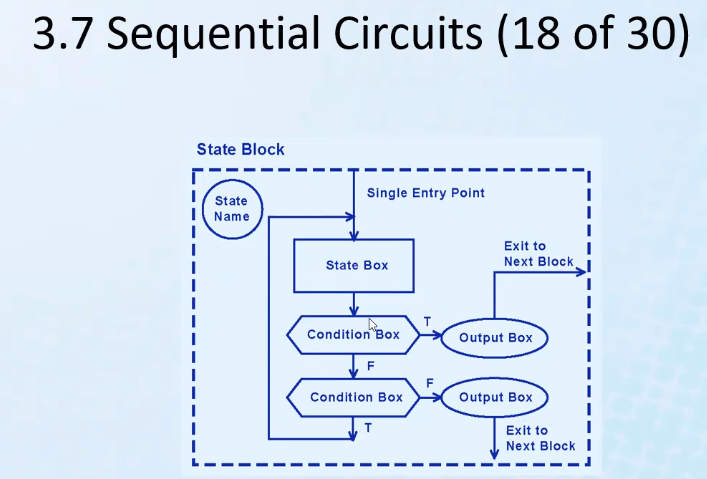 3.7 Sequential Circuits (18 of 30)
State Block
State
Name
Single Entry Point
State Box
Exit to
Next Block
Condition Box
T
Output Box
F
Condition Box
F
Output Box
T
Exit to
Next Block